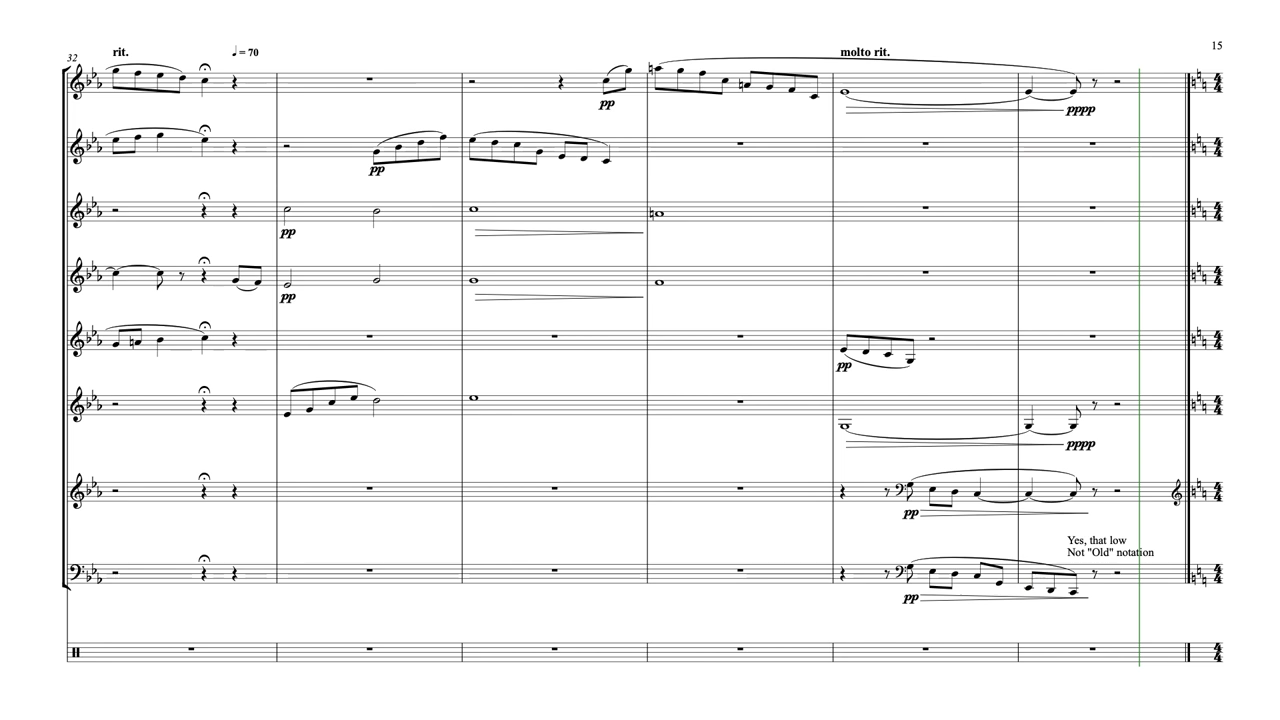 15
32
rit.
♩ = 70
molto rit.
pp
pppp
pp
pp
pp
pp
pppp
pp
Yes, that low
Not "Old" notation
pp